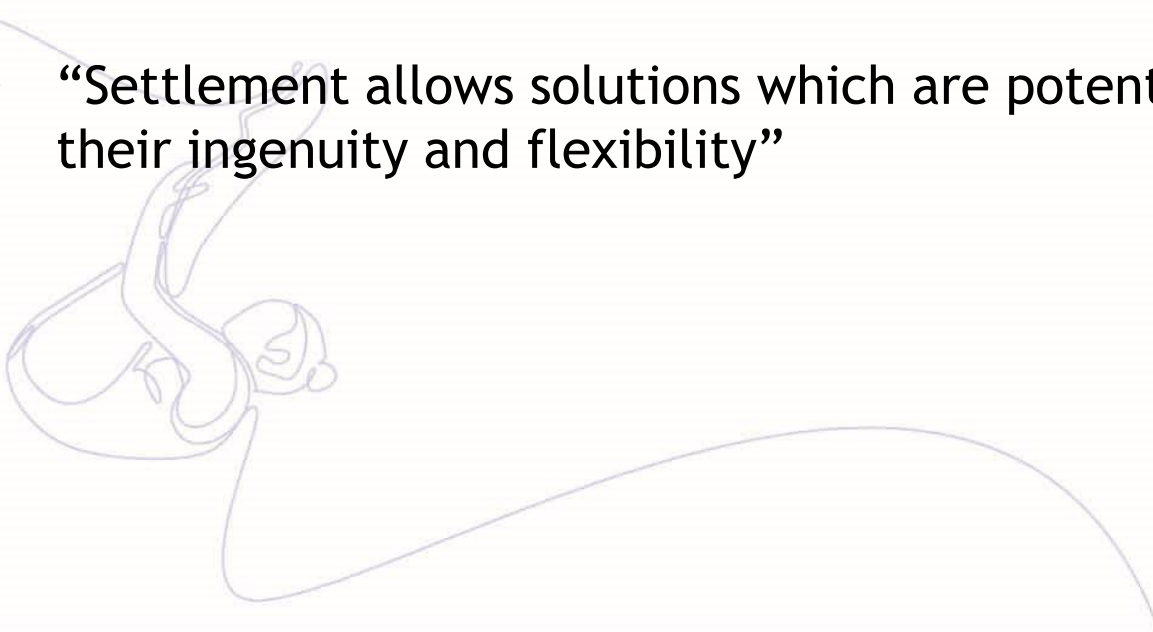 “Settlement allows solutions which are potent
their ingenuity and flexibility”